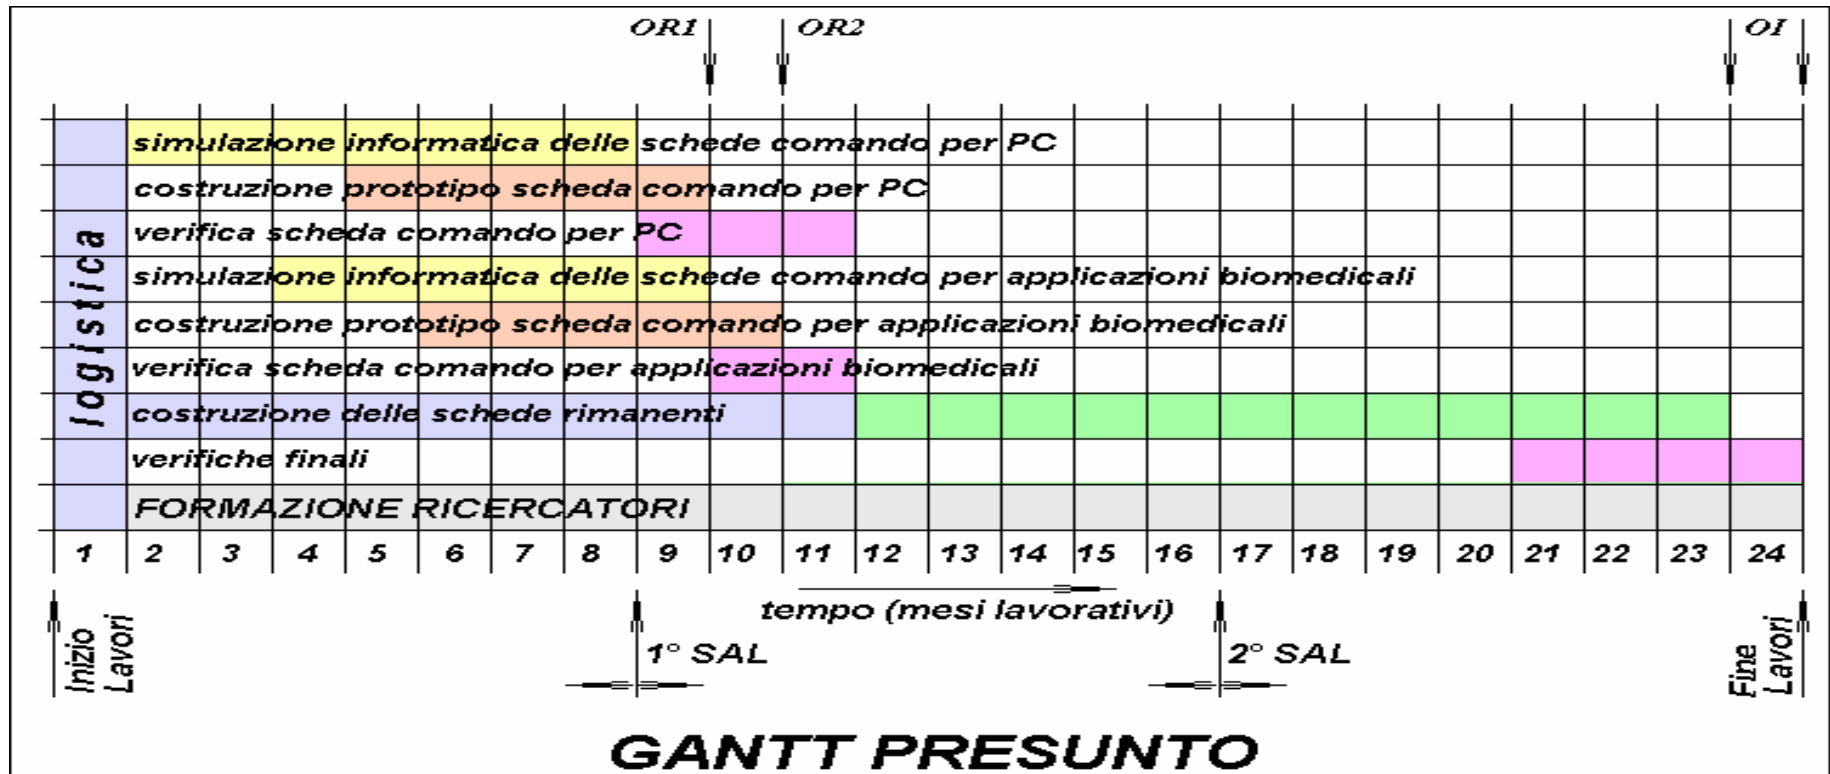 OR1 OR2 OI
simulazione informatica delle schede comando per PC
costruzione prototipo scheda comando per PC
verifica scheda comando per PC
simulazione informatica delle schede comando per applicazioni biomedicali
costruzione prototipo scheda comando per applicazioni biomedicali
verifica scheda comando per applicazioni biomedicali
costruzione delle schede rimanenti
verifiche finali
FORMAZIONE RICERCATORI
logistica
1 2 3 4 5 6 7 8 9 10 11 12 13 14 15 16 17 18 19 20 21 22 23 24
tempo (mesi lavorativi)
Inizio
Lavori
1° SAL
2° SAL
Fine
Lavori
GANTT PRESUNTO